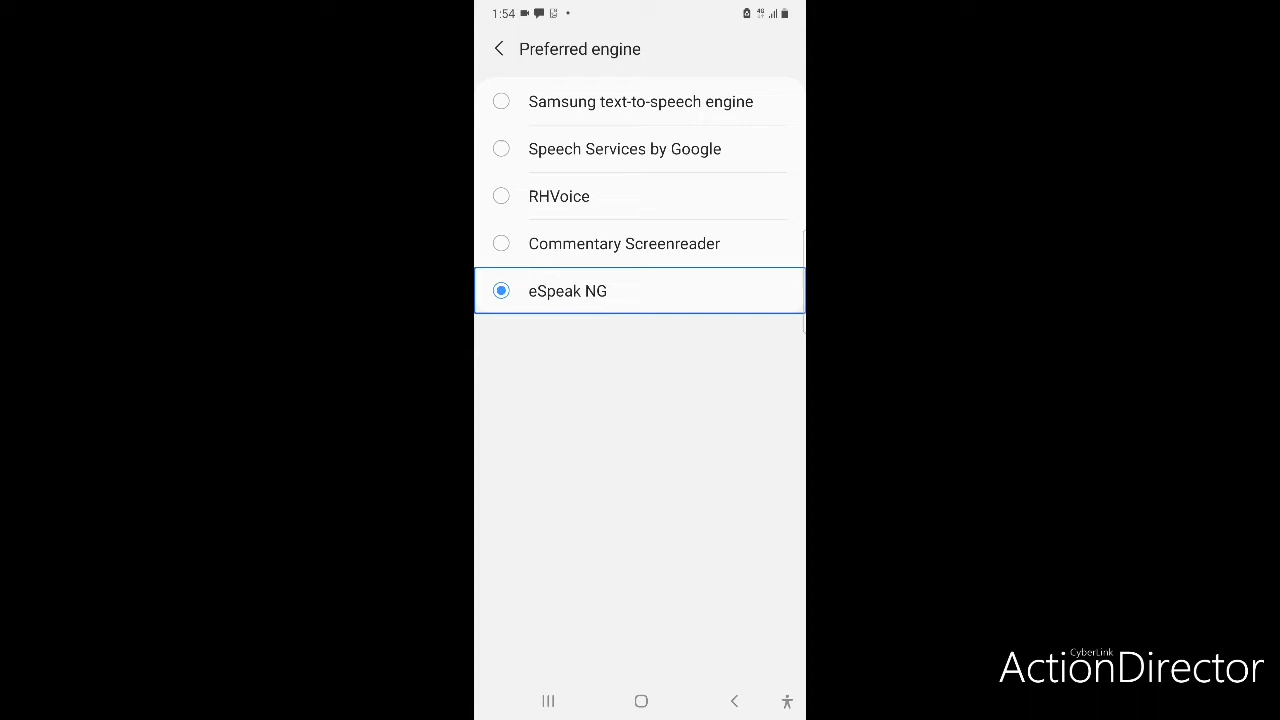 1:54
Preferred engine
Samsung text-to-speech engine
Speech Services by Google
RHVoice
Commentary Screenreader
eSpeak NG
CyberLink
ActionDirector